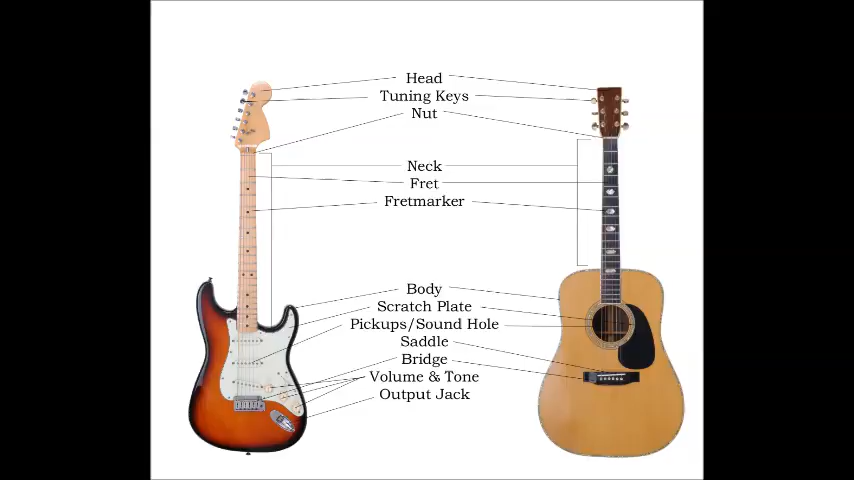 Head
Tuning Keys
Nut
Neck
Fret
Fretmarker
Body
Scratch Plate
Pickups/Sound Hole
Saddle
Bridge
Volume & Tone
Output Jack